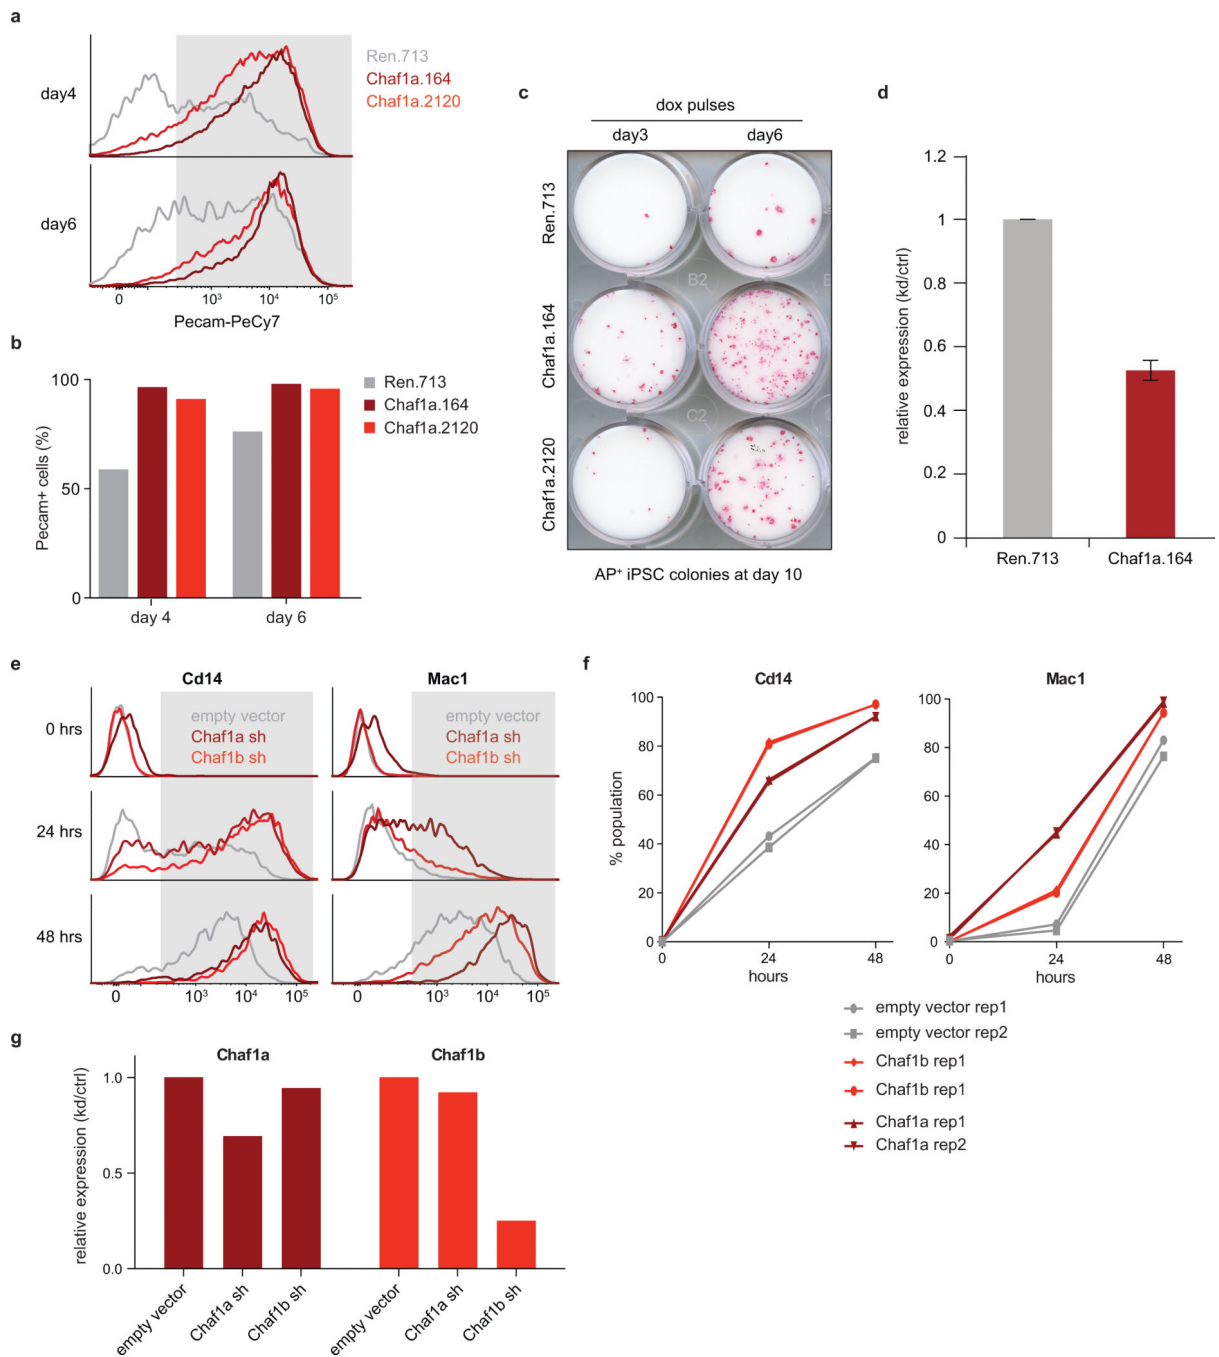 a
Ren.713
Chaf1a.164
Chaf1a.2120
day4
day6
0
10³
10⁴
10⁵
Pecam-PeCy7
b
100
50
0
Pecam+ cells (%)
day 4
day 6
Ren.713
Chaf1a.164
Chaf1a.2120
c
dox pulses
day3
day6
Ren.713
Chaf1a.164
Chaf1a.2120
B2
C2
AP⁺ iPSC colonies at day 10
d
relative expression (kd/ctrl)
1.2
1
0.8
0.6
0.4
0.2
0
Ren.713
Chaf1a.164
e
Cd14
Mac1
0 hrs
24 hrs
48 hrs
empty vector
Chaf1a sh
Chaf1b sh
empty vector
Chaf1a sh
Chaf1b sh
0 10³ 10⁴ 10⁵
0 10³ 10⁴ 10⁵
f
Cd14
Mac1
% population
100
80
60
40
20
0
0 24 48
hours
100
80
60
40
20
0
0 24 48
hours
empty vector rep1
empty vector rep2
Chaf1b rep1
Chaf1b rep1
Chaf1a rep1
Chaf1a rep2
g
Chaf1a
Chaf1b
relative expression (kd/ctrl)
1.0
0.5
0.0
empty vector
Chaf1a sh
Chaf1b sh
empty vector
Chaf1a sh
Chaf1b sh